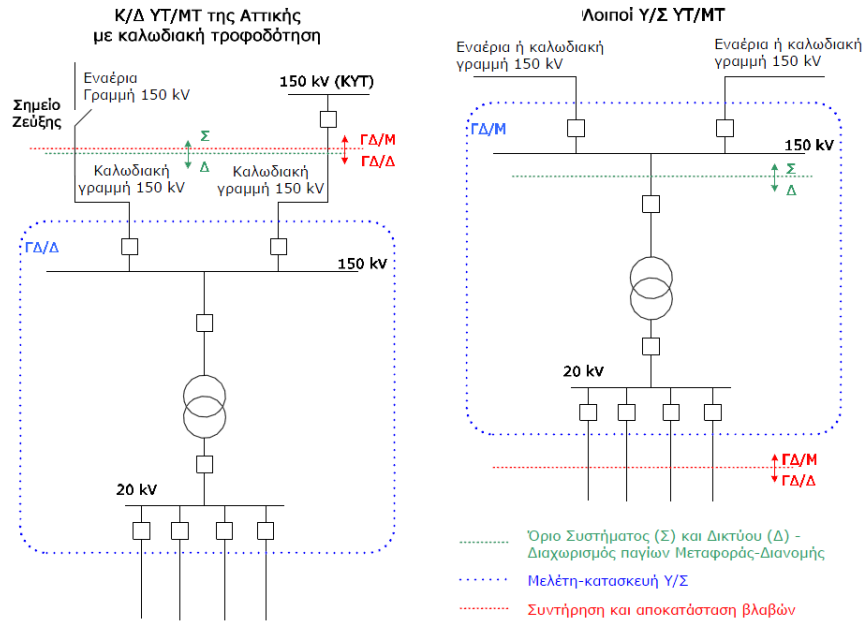 Κ/Δ ΥΤ/ΜΤ της Αττικής
με καλωδιακή τροφοδότηση
Εναέρια
Γραμμή 150 kV
Σημείο
Ζεύξης
150 kV (ΚΥΤ)
Σ
Δ
ΓΔ/Μ
ΓΔ/Δ
Καλωδιακή
γραμμή 150 kV
Καλωδιακή
γραμμή 150 kV
ΓΔ/Δ
150 kV
20 kV
Λοιποί Υ/Σ ΥΤ/ΜΤ
Εναέρια ή καλωδιακή
γραμμή 150 kV
Εναέρια ή καλωδιακή
γραμμή 150 kV
ΓΔ/Μ
150 kV
Σ
Δ
20 kV
ΓΔ/Μ
ΓΔ/Δ
Όριο Συστήματος (Σ) και Δικτύου (Δ) -
Διαχωρισμός παγίων Μεταφοράς-Διανομής
Μελέτη-κατασκευή Υ/Σ
Συντήρηση και αποκατάσταση βλαβών